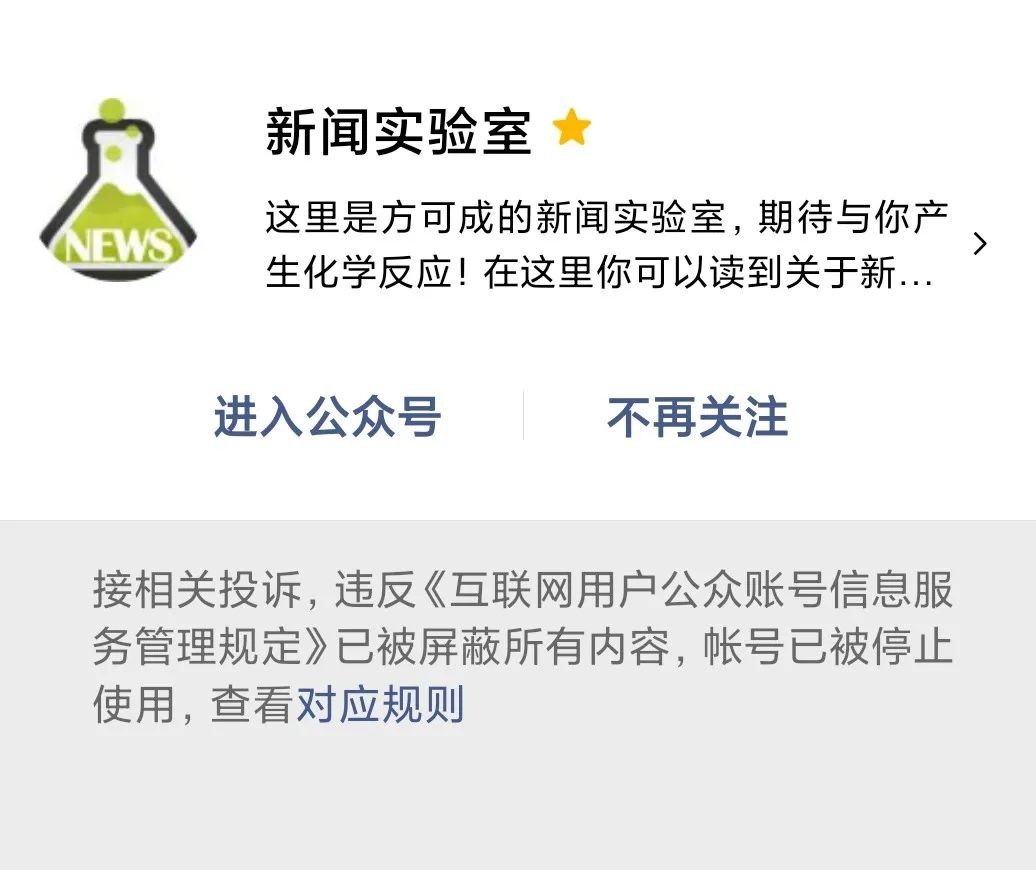 NEWS
新闻实验室
这里是方可成的新闻实验室，期待与你产
生化学反应！在这里你可以读到关于新...
进入公众号
不再关注
接相关投诉，违反《互联网用户公众账号信息服
务管理规定》已被屏蔽所有内容，帐号已被停止
使用，查看对应规则